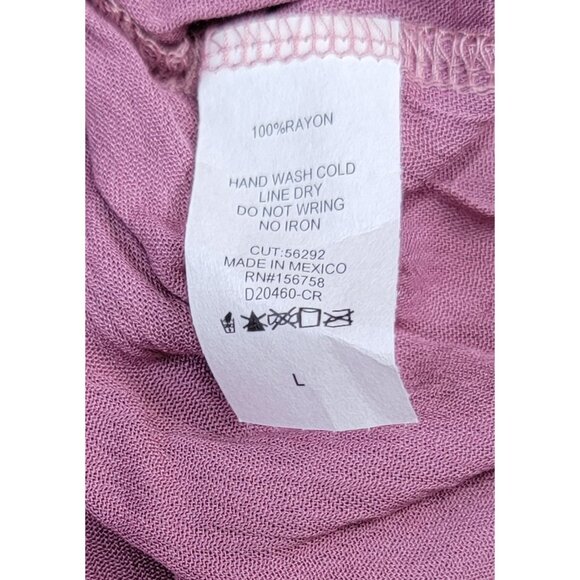 100%RAYON
HAND WASH COLD
LINE DRY
DO NOT WRING
NO IRON
CUT:56292
MADE IN MEXICO
RN#156758
D20460-CR
L